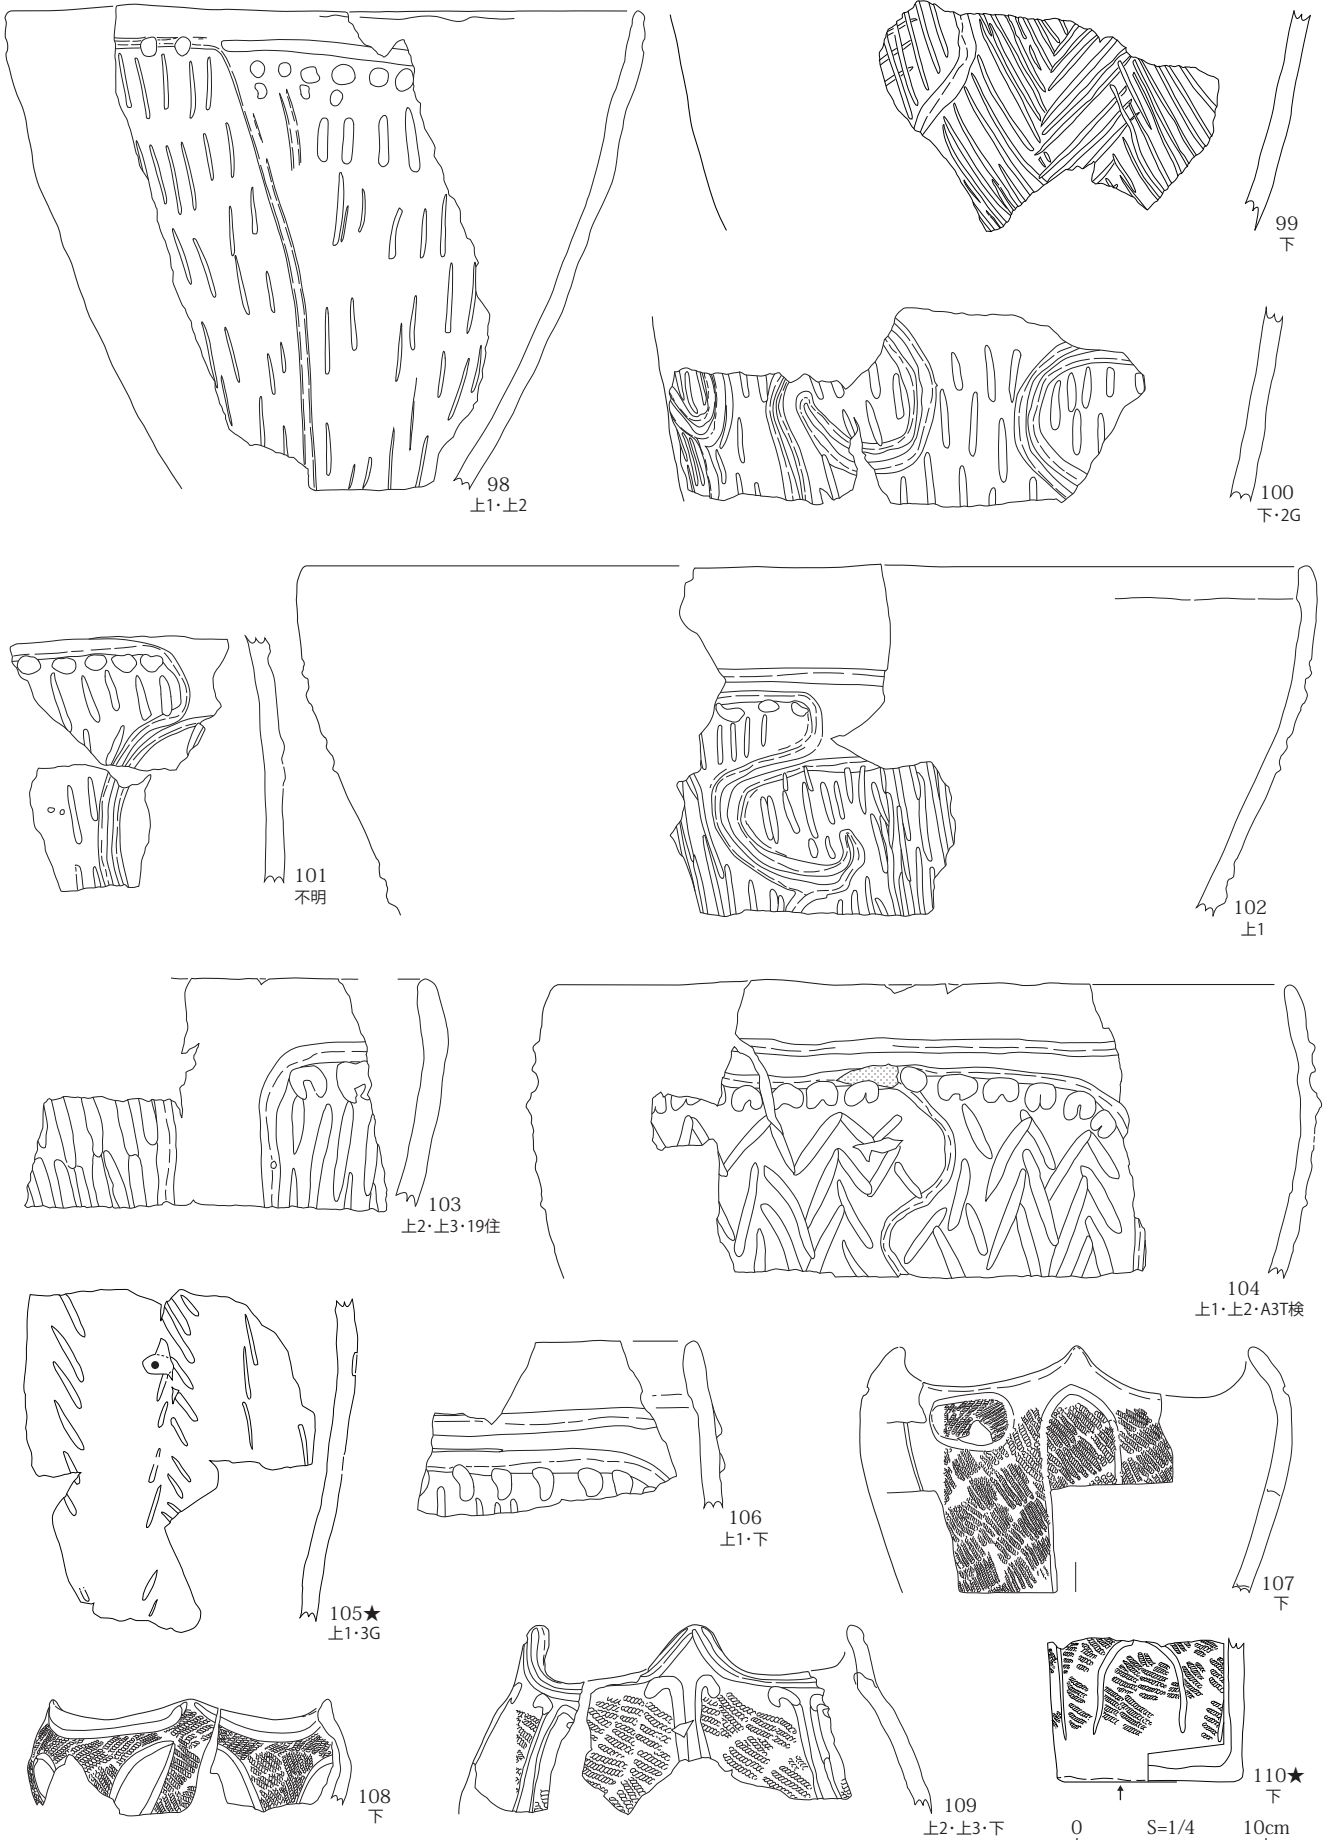 98
上1・上2
99
下
100
下・2G
101
不明
102
上1
103
上2・上3・19住
104
上1・上2・A3T検
105★
上1・3G
106
上1・下
107
下
108
下
109
上2・上3・下
110★
下
0 S=1/4 10cm